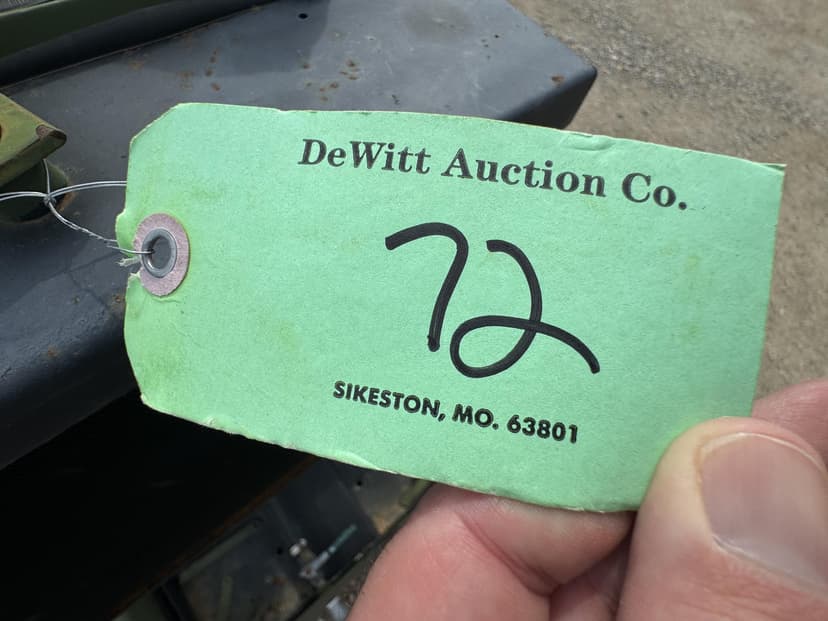 DeWitt Auction Co.
72
SIKESTON, MO. 63801